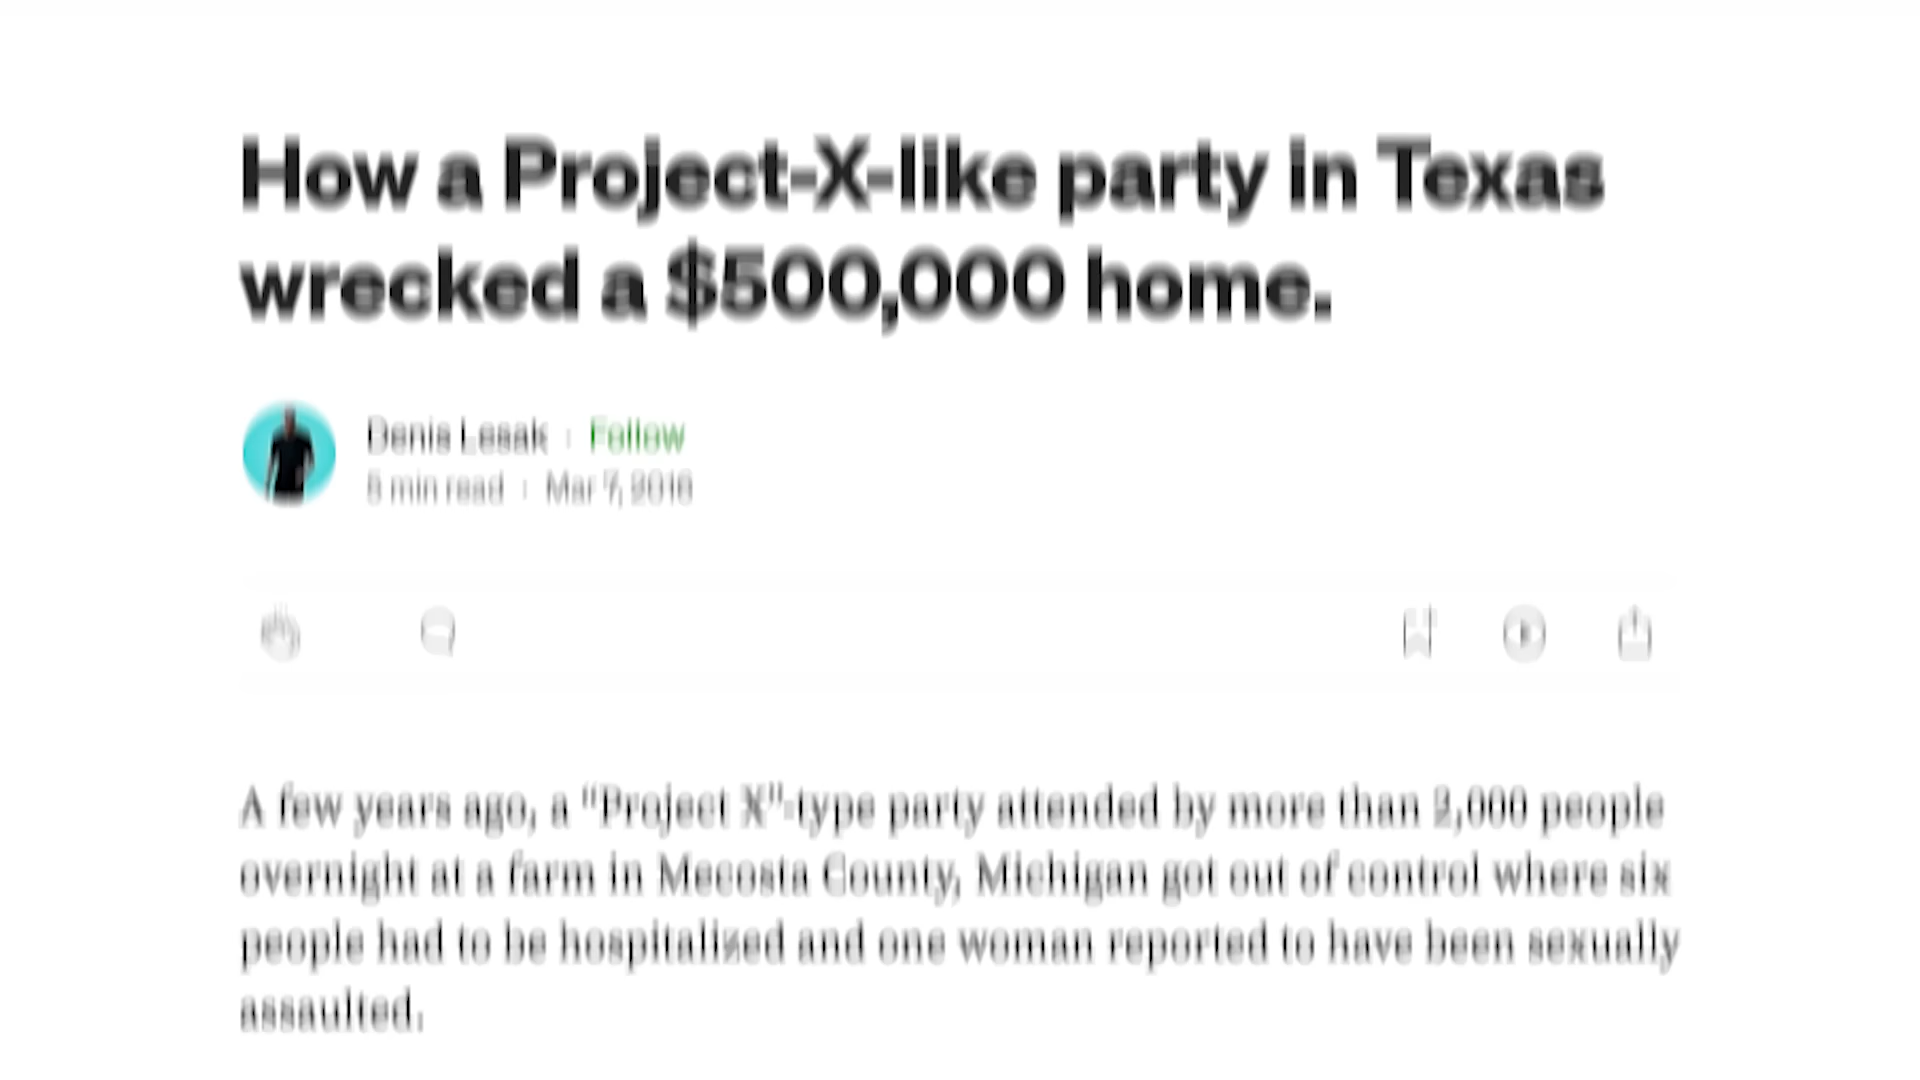 How a Project-X-like party in Texas
wrecked a $500,000 home.
Denis Lesak
Follow
5 min read
Mar 7, 2016
A few years ago, a "Project X"-type party attended by more than 2,000 people
overnight at a farm in Mecosta County, Michigan got out of control where six
people had to be hospitalized and one woman reported to have been sexually
assaulted.